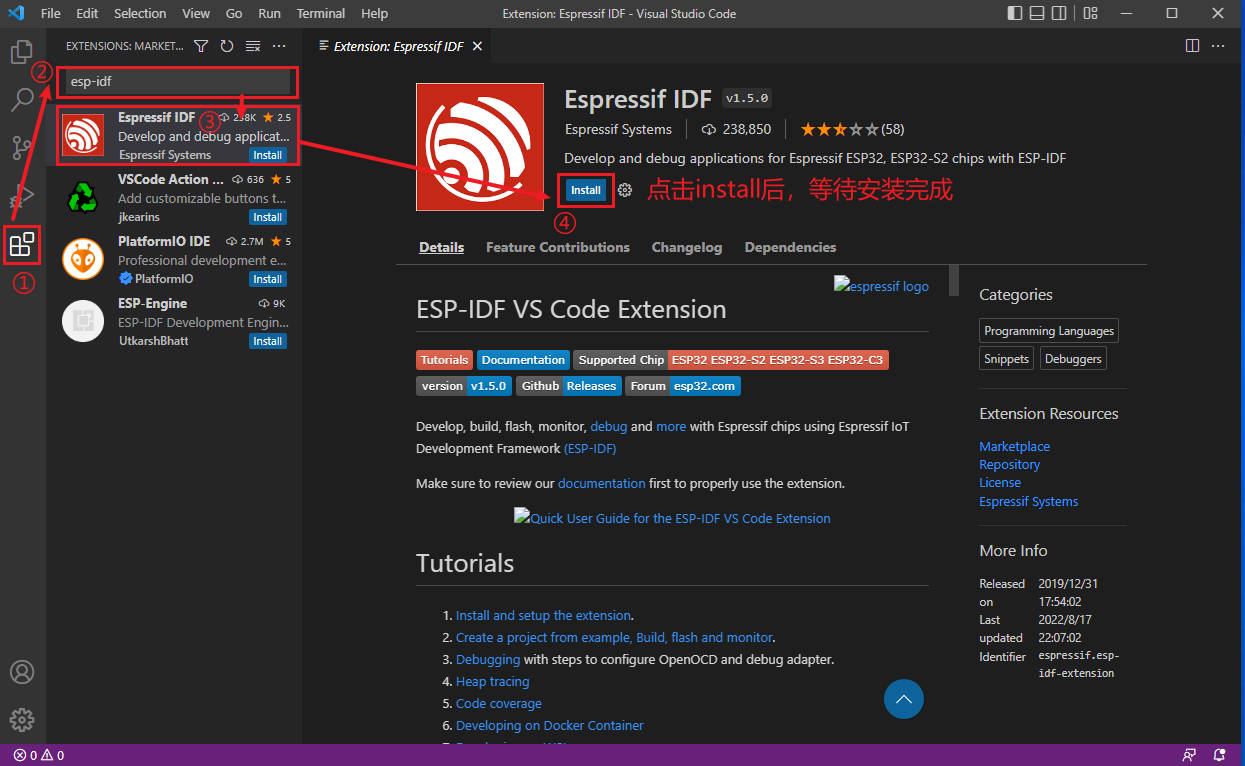 File Edit Selection View Go Run Terminal Help Extension: Espressif IDF - Visual Studio Code
EXTENSIONS: MARKET...
②
esp-idf
Espressif IDF 238K 2.5
③
Develop and debug applicat...
Espressif Systems Install
VSCode Action ... 636 5
Add customizable buttons t...
jkearins Install
PlatformIO IDE 2.7M 5
Professional development e...
PlatformIO Install
ESP-Engine 9K
ESP-IDF Development Engin...
UtkarshBhatt Install
①
Extension: Espressif IDF
Espressif IDF v1.5.0
Espressif Systems 238,850 (58)
Develop and debug applications for Espressif ESP32, ESP32-S2 chips with ESP-IDF
Install 点击install后，等待安装完成
④
Details Feature Contributions Changelog Dependencies
espressif logo
ESP-IDF VS Code Extension
Tutorials Documentation Supported Chip ESP32 ESP32-S2 ESP32-S3 ESP32-C3
version v1.5.0 Github Releases Forum esp32.com
Develop, build, flash, monitor, debug and more with Espressif chips using Espressif IoT
Development Framework (ESP-IDF)
Make sure to review our documentation first to properly use the extension.
Quick User Guide for the ESP-IDF VS Code Extension
Tutorials
1. Install and setup the extension.
2. Create a project from example, Build, flash and monitor.
3. Debugging with steps to configure OpenOCD and debug adapter.
4. Heap tracing
5. Code coverage
6. Developing on Docker Container
Categories
Programming Languages
Snippets Debuggers
Extension Resources
Marketplace
Repository
License
Espressif Systems
More Info
Released 2019/12/31
on 17:54:02
Last 2022/8/17
updated 22:07:02
Identifier espressif.esp-
idf-extension
0 0